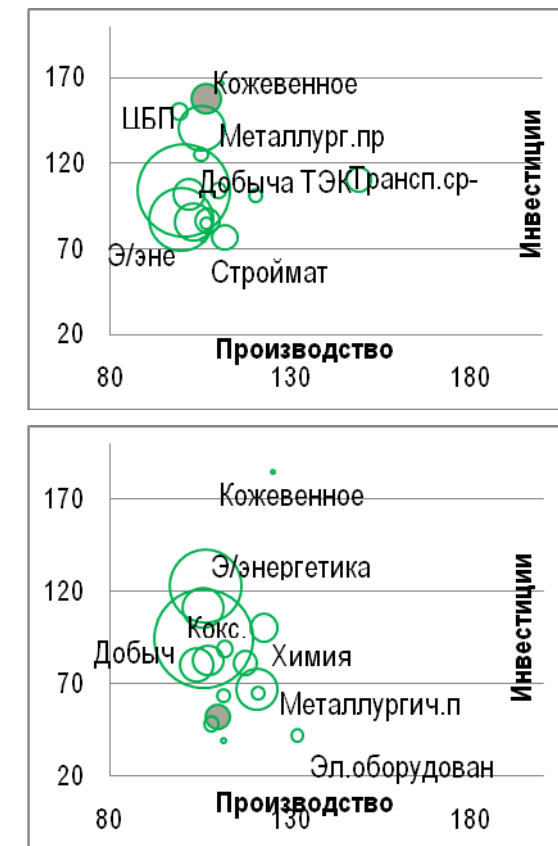 170
Кожевенное
ЦБП
Металлург.пр
120
Добыча ТЭК
Трансп.ср-
Инвестиции
70
Э/эне
Строймат
20
Производство
80
130
180
170
Кожевенное
Э/энергетика
120
Инвестиции
Кокс.
Добыч
Химия
70
Металлургич.п
Эл.оборудован
20
Производство
80
130
180